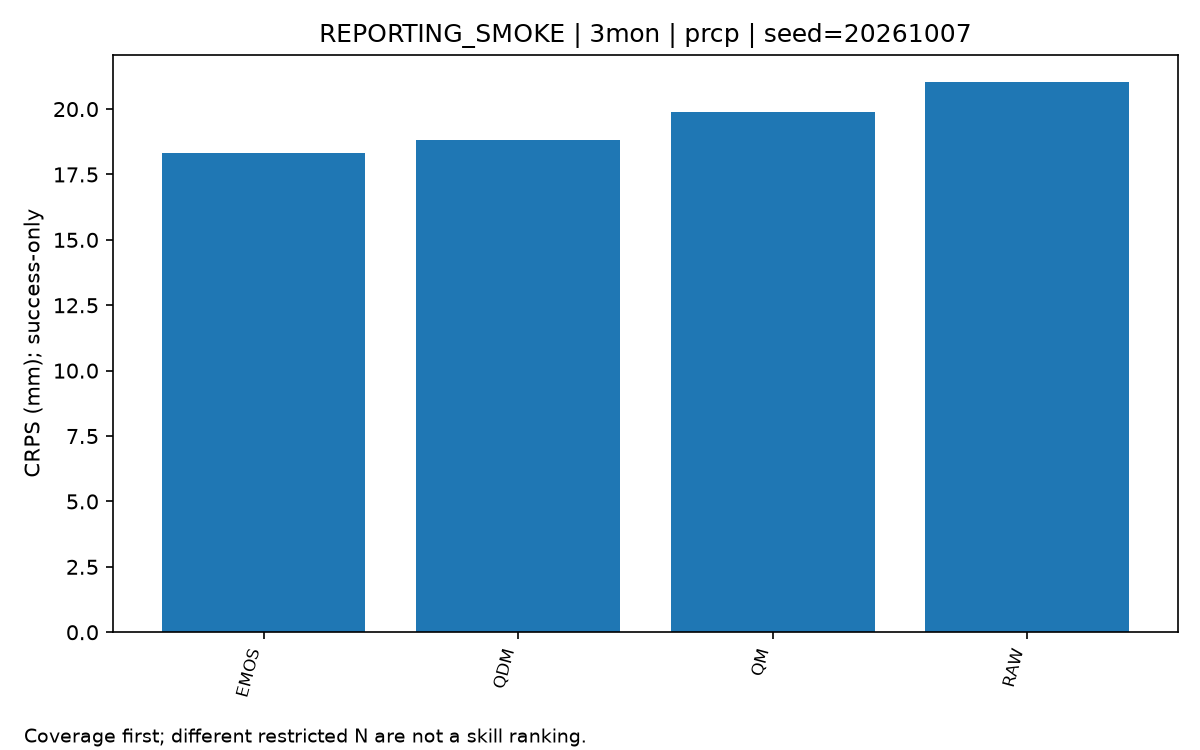 REPORTING_SMOKE | 3mon | prcp | seed=20261007
CRPS (mm); success-only
20.0
17.5
15.0
12.5
10.0
7.5
5.0
2.5
0.0
EMOS
QDM
QM
RAW
Coverage first; different restricted N are not a skill ranking.